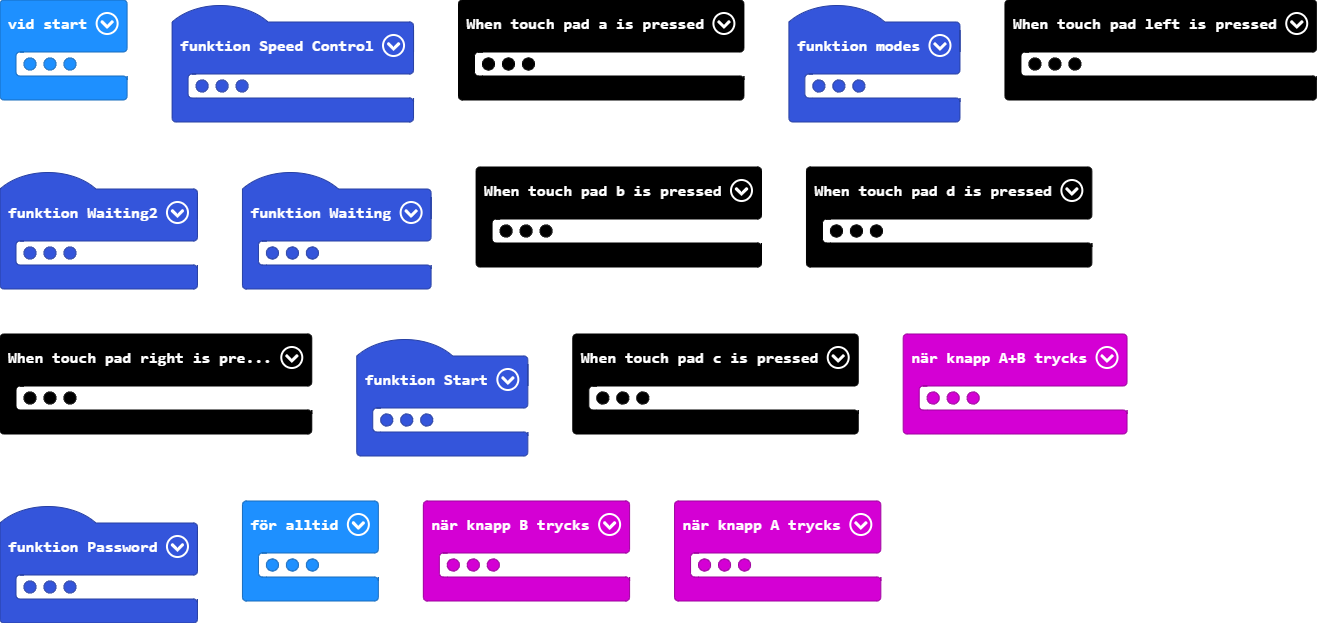 vid start
funktion Speed Control
When touch pad a is pressed
funktion modes
When touch pad left is pressed
funktion Waiting2
funktion Waiting
When touch pad b is pressed
When touch pad d is pressed
When touch pad right is pre...
funktion Start
When touch pad c is pressed
när knapp A+B trycks
funktion Password
för alltid
när knapp B trycks
när knapp A trycks